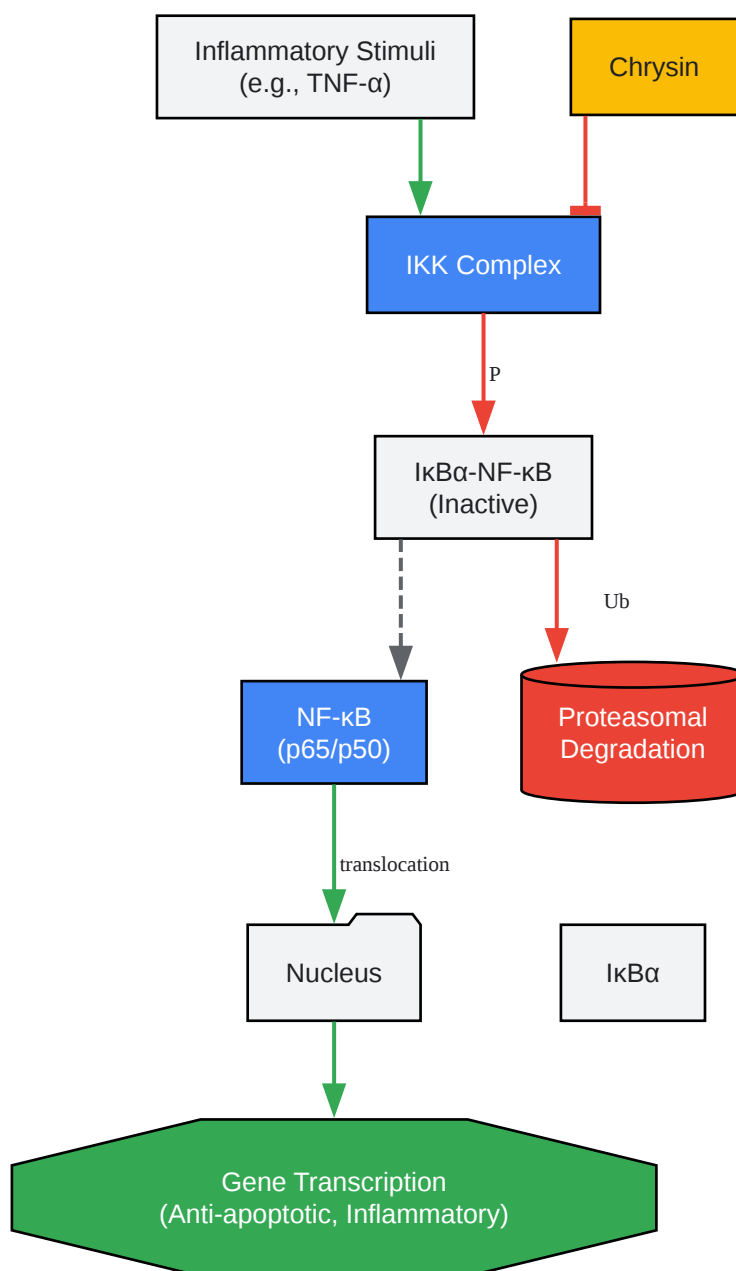 Inflammatory Stimuli
(e.g., TNF-α)
Chrysin
IKK Complex
P
IκBα-NF-κB
(Inactive)
Ub
NF-κB
(p65/p50)
Proteasomal
Degradation
translocation
Nucleus
IκBα
Gene Transcription
(Anti-apoptotic, Inflammatory)